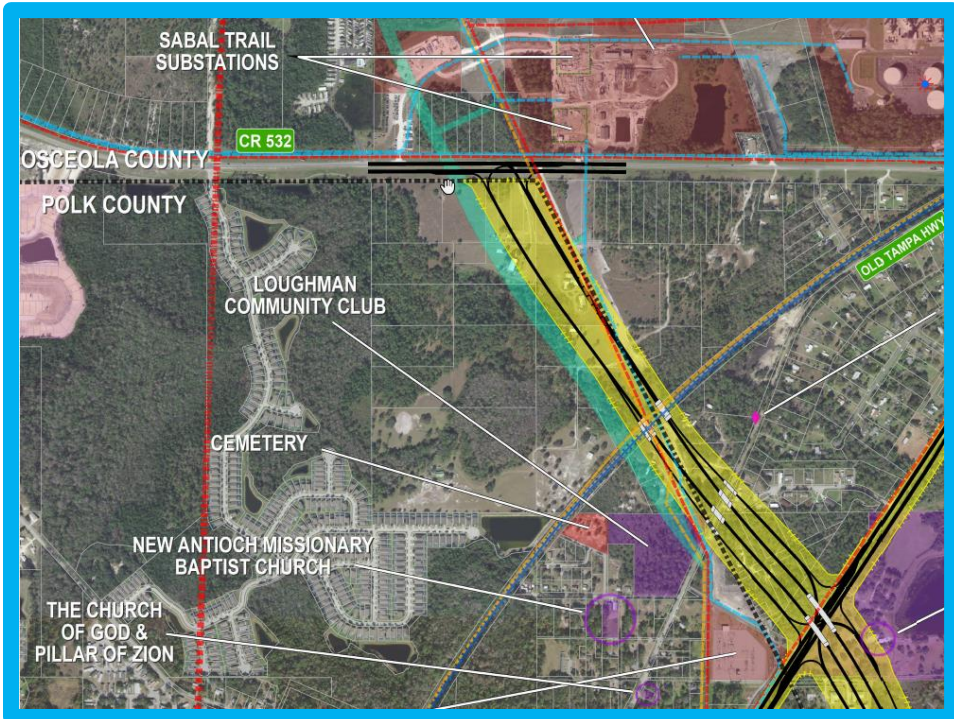 SABAL TRAIL
SUBSTATIONS
CR 532
OSCEOLA COUNTY
POLK COUNTY
OLD TAMPA HWY
LOUGHMAN
COMMUNITY CLUB
CEMETERY
NEW ANTIOCH MISSIONARY
BAPTIST CHURCH
THE CHURCH
OF GOD &
PILLAR OF ZION